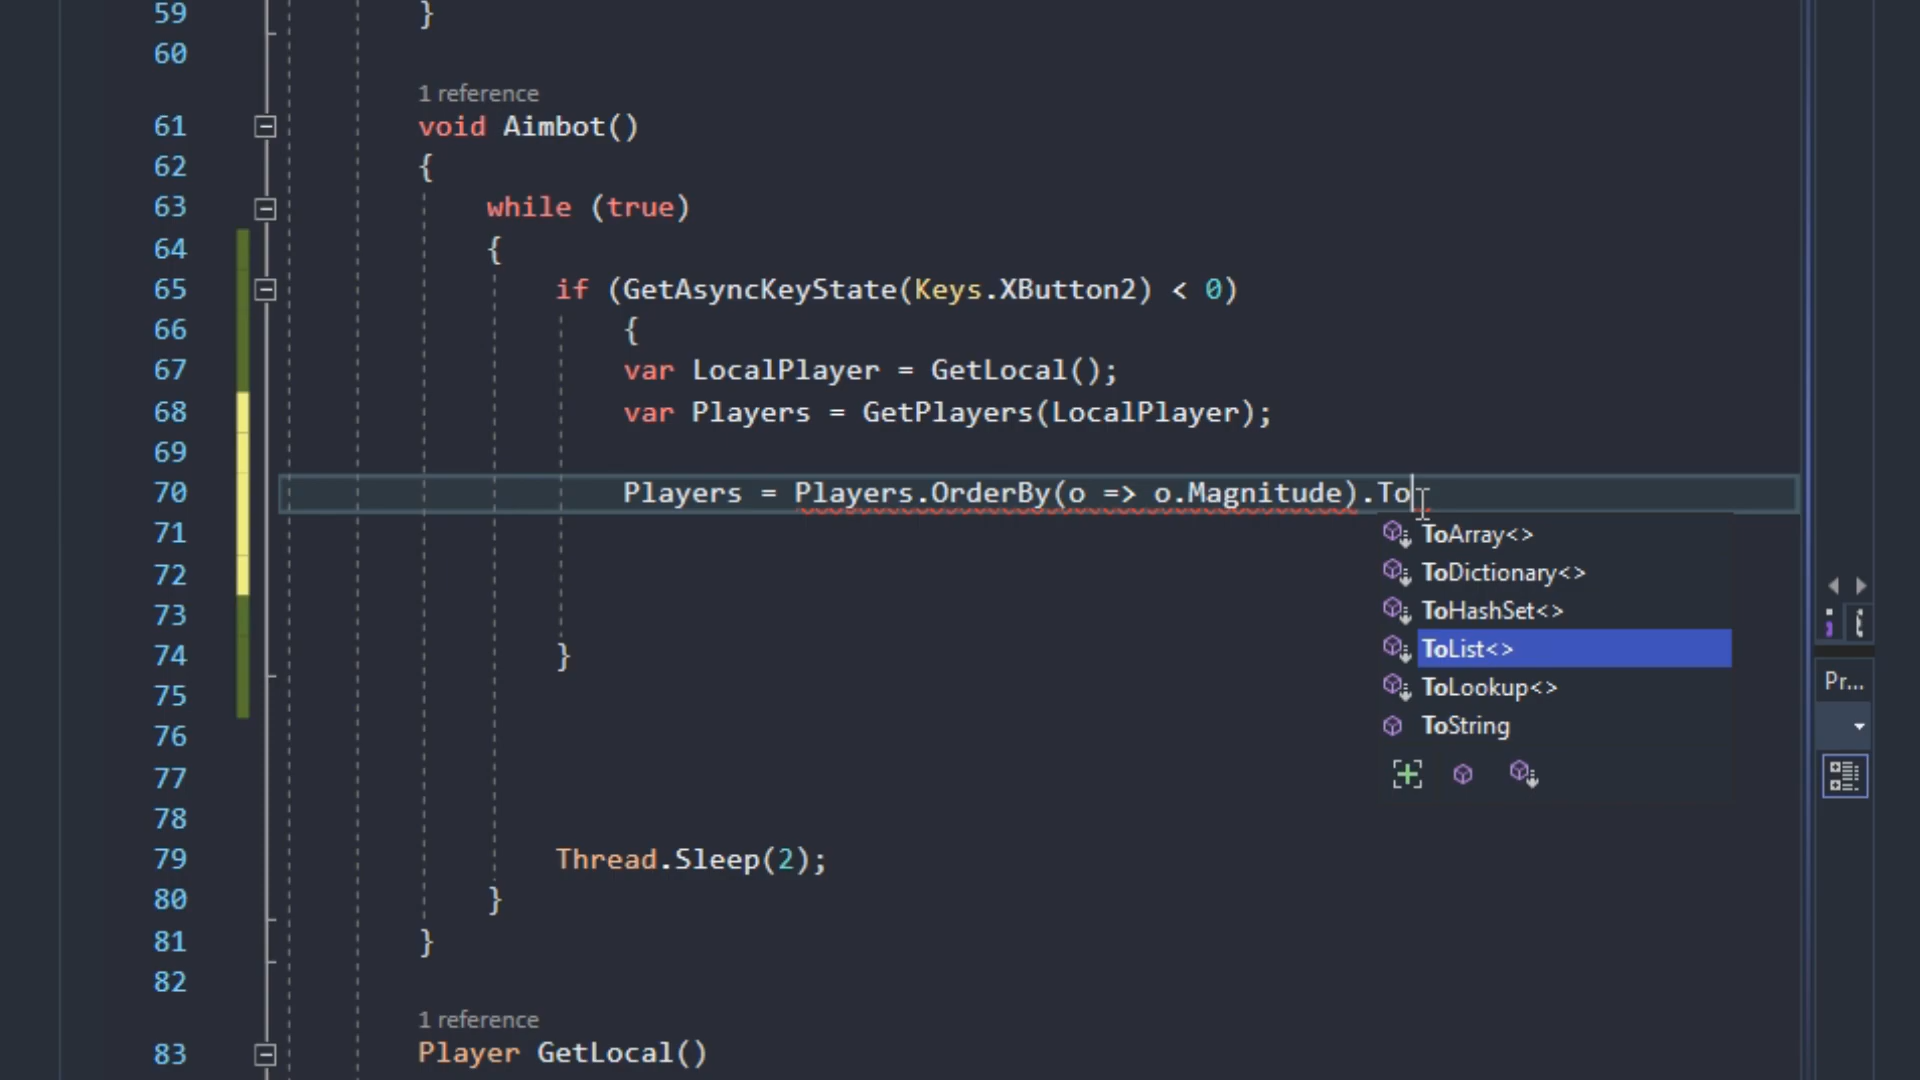 59 }
60
1 reference
61 void Aimbot()
62 {
63 while (true)
64 {
65 if (GetAsyncKeyState(Keys.XButton2) < 0)
66 {
67 var LocalPlayer = GetLocal();
68 var Players = GetPlayers(LocalPlayer);
69
70 Players = Players.OrderBy(o => o.Magnitude).To
71
72
73
74 }
75
76
77
78
79 Thread.Sleep(2);
80 }
81 }
82
1 reference
83 Player GetLocal()
ToArray<>
ToDictionary<>
ToHashSet<>
ToList<>
ToLookup<>
ToString
Pr...